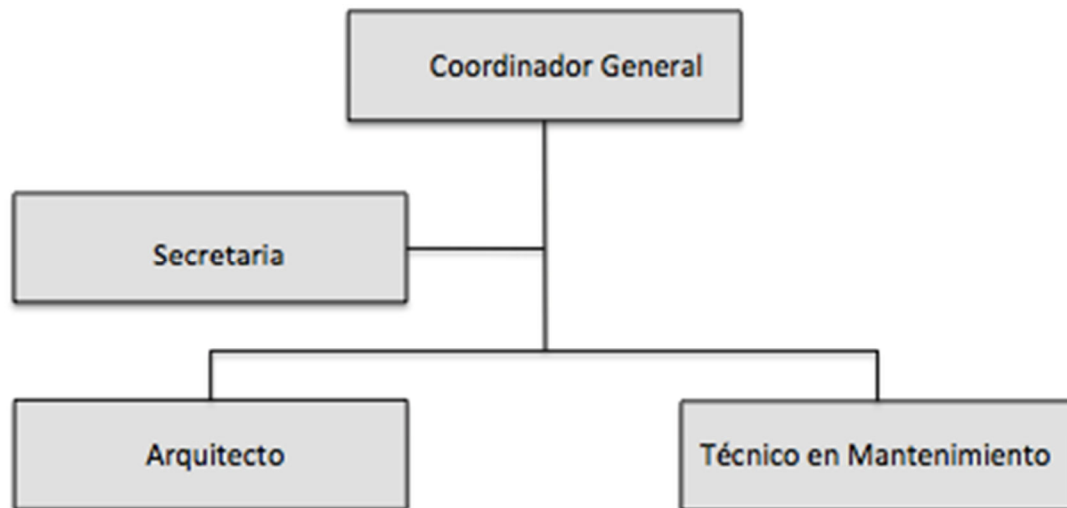 Coordinador General
Secretaria
Arquitecto
Técnico en Mantenimiento